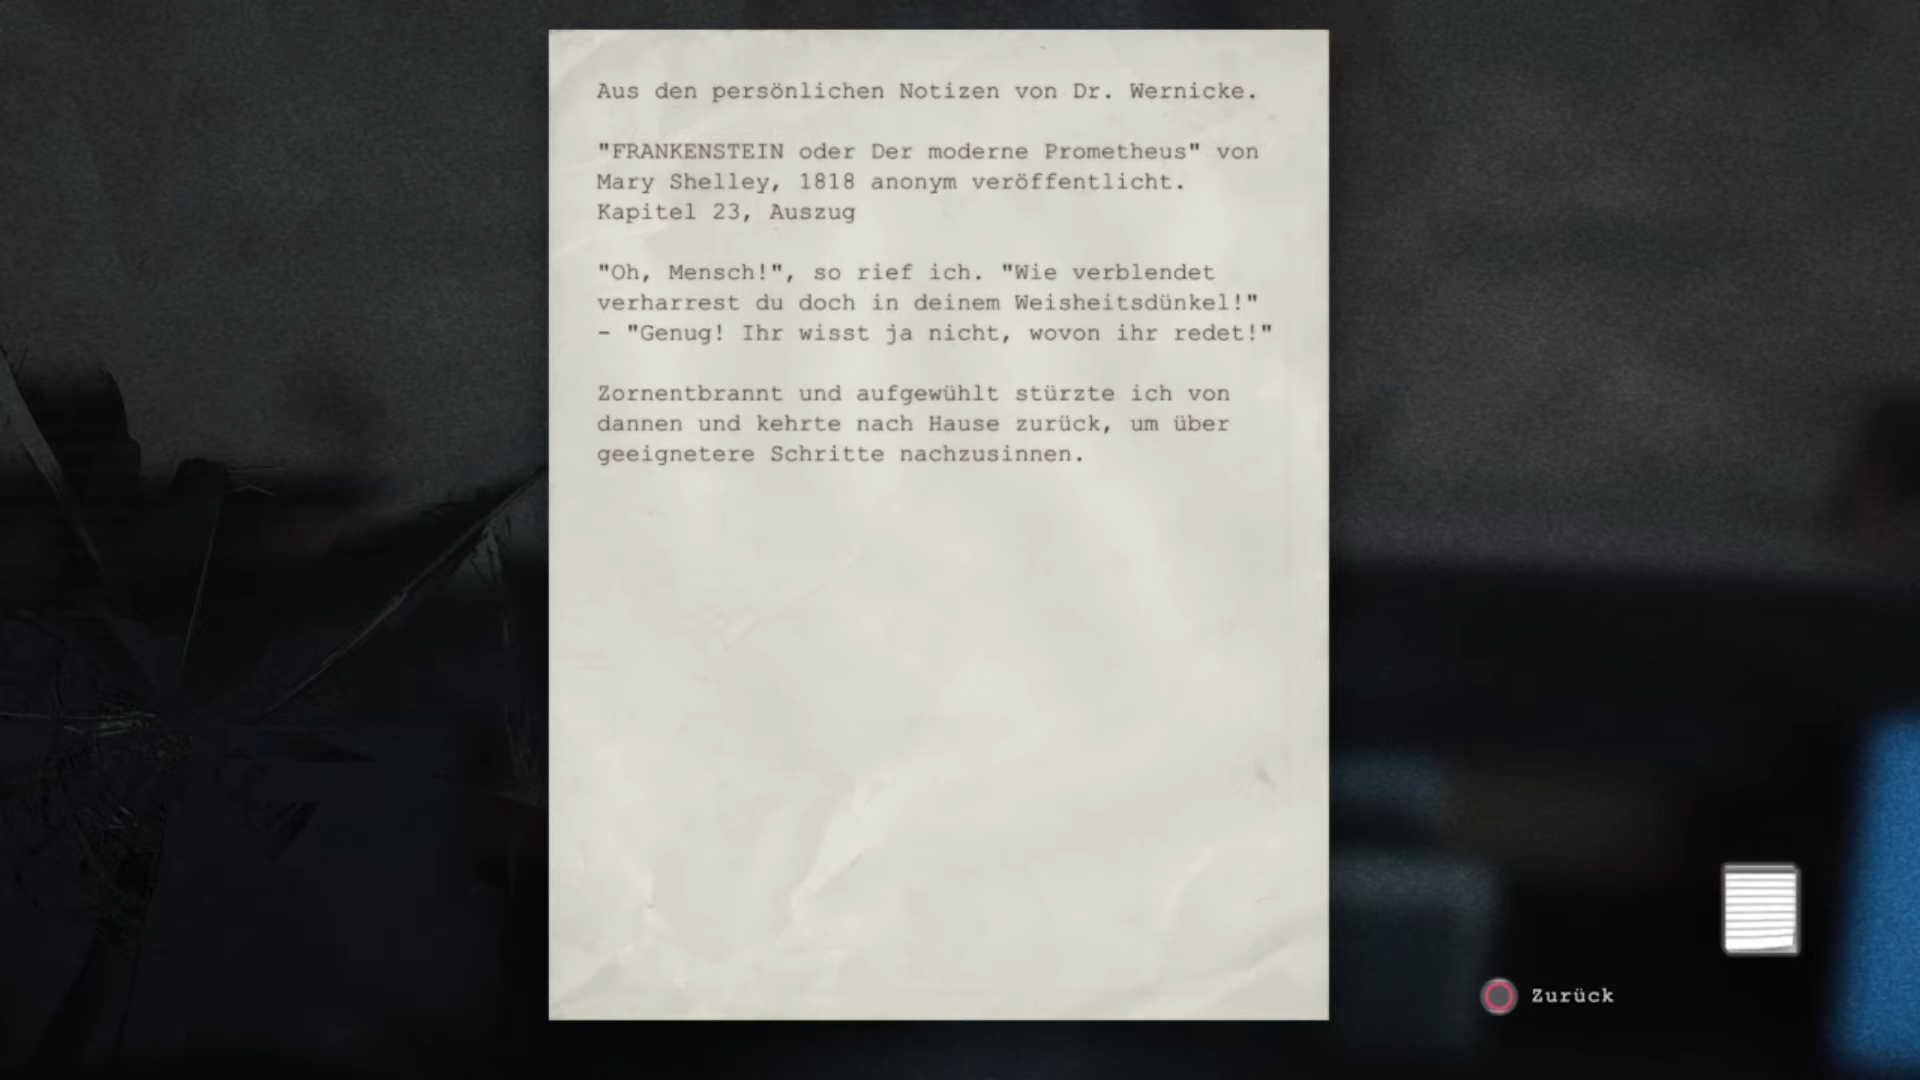 Aus den persönlichen Notizen von Dr. Wernicke.
"FRANKENSTEIN oder Der moderne Prometheus" von
Mary Shelley, 1818 anonym veröffentlicht.
Kapitel 23, Auszug
"Oh, Mensch!", so rief ich. "Wie verblendet
verharrest du doch in deinem Weisheitsdünkel!"
- "Genug! Ihr wisst ja nicht, wovon ihr redet!"
Zornentbrannt und aufgewühlt stürzte ich von
dannen und kehrte nach Hause zurück, um über
geeignetere Schritte nachzusinnen.
Zurück